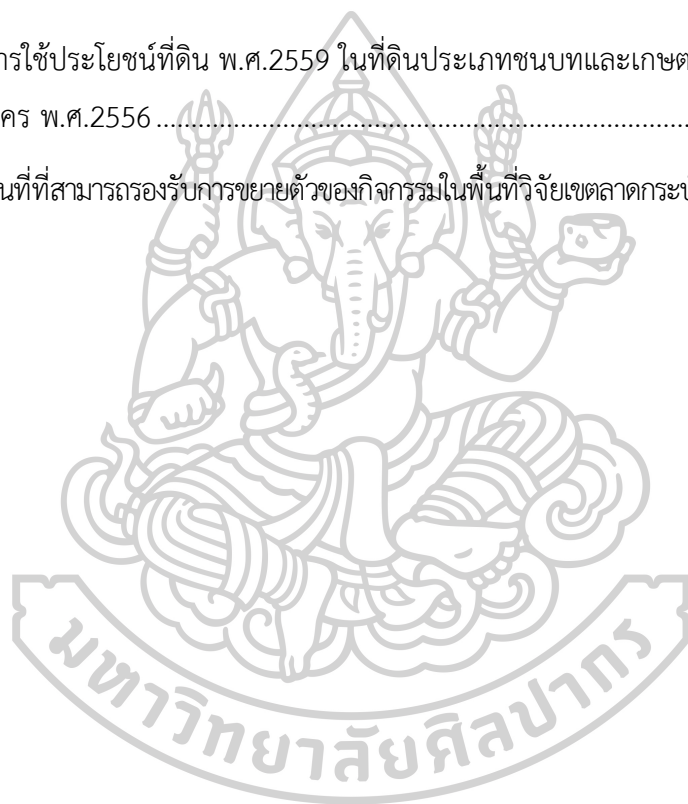 ารใช้ประโยชน์ที่ดิน พ.ศ.2559 ในที่ดินประเภทชนบทและเกษต
คร พ.ศ.2556
นที่ที่สามารถรองรับการขยายตัวของกิจกรรมในพื้นที่วิจัยเขตลาดกระบั
มหาวิทยาลัยศิลปากร